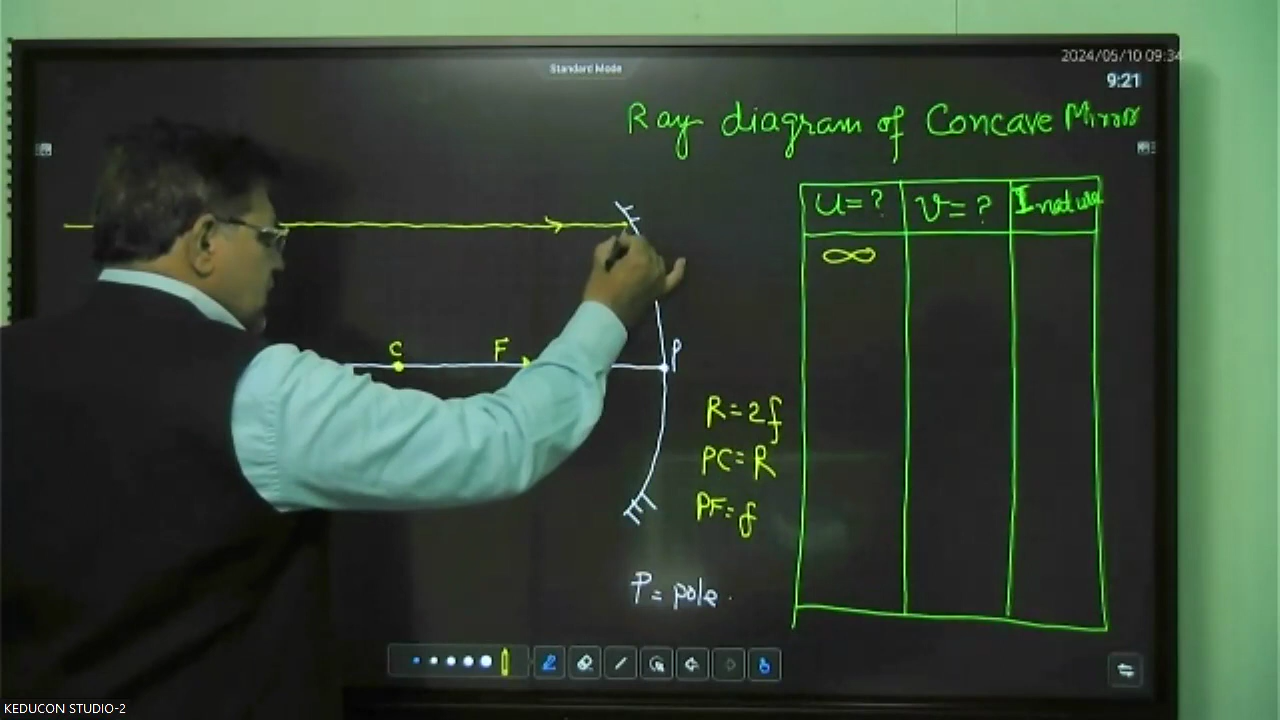 2024/05/10 09:34
Standard Mode
9:21
Ray diagram of Concave Mirror
u=? v=? I natura
∞
C F P
R=2f
PC=R
PF=f
P= pole.
KEDUCON STUDIO-2